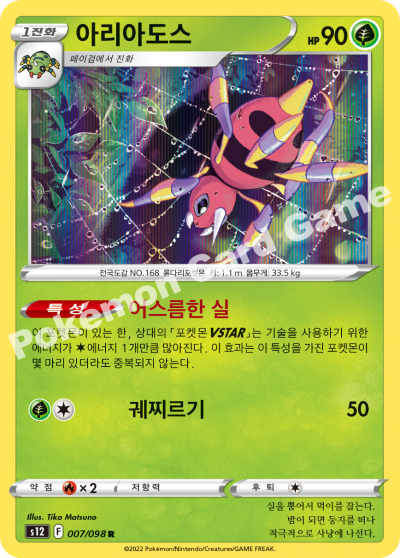 1진화
아리아도스
HP 90
페이검에서 진화
전국도감 NO.168 롱다리포켓몬 키: 1.1 m 몸무게: 33.5 kg
특성 어스름한 실
이 포켓몬이 있는 한, 상대의 「포켓몬 VSTAR」는 기술을 사용하기 위한
에너지가 에너지 1개만큼 많아진다. 이 효과는 이 특성을 가진 포켓몬이
몇 마리 있더라도 중복되지 않는다.
궤찌르기 50
약점 ×2 저항력 후퇴
Illus. Tika Matsuno
s12 F 007/098 R
실을 뿜어서 먹이를 잡는다.
밤이 되면 둥지를 떠나
적극적으로 사냥에 나선다.
©2022 Pokémon/Nintendo/Creatures/GAME FREAK.
Pokémon Card Game